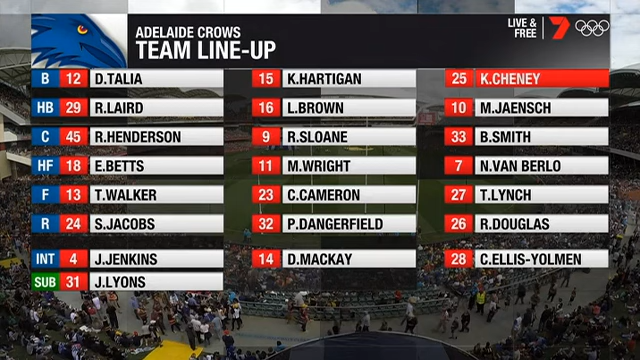 ADELAIDE CROWS
TEAM LINE-UP
LIVE &
FREE
7
B 12 D.TALIA 15 K.HARTIGAN 25 K.CHENEY
HB 29 R.LAIRD 16 L.BROWN 10 M.JAENSCH
C 45 R.HENDERSON 9 R.SLOANE 33 B.SMITH
HF 18 E.BETTS 11 M.WRIGHT 7 N.VAN BERLO
F 13 T.WALKER 23 C.CAMERON 27 T.LYNCH
R 24 S.JACOBS 32 P.DANGERFIELD 26 R.DOUGLAS
INT 4 J.JENKINS 14 D.MACKAY 28 C.ELLIS-YOLMEN
SUB 31 J.LYONS